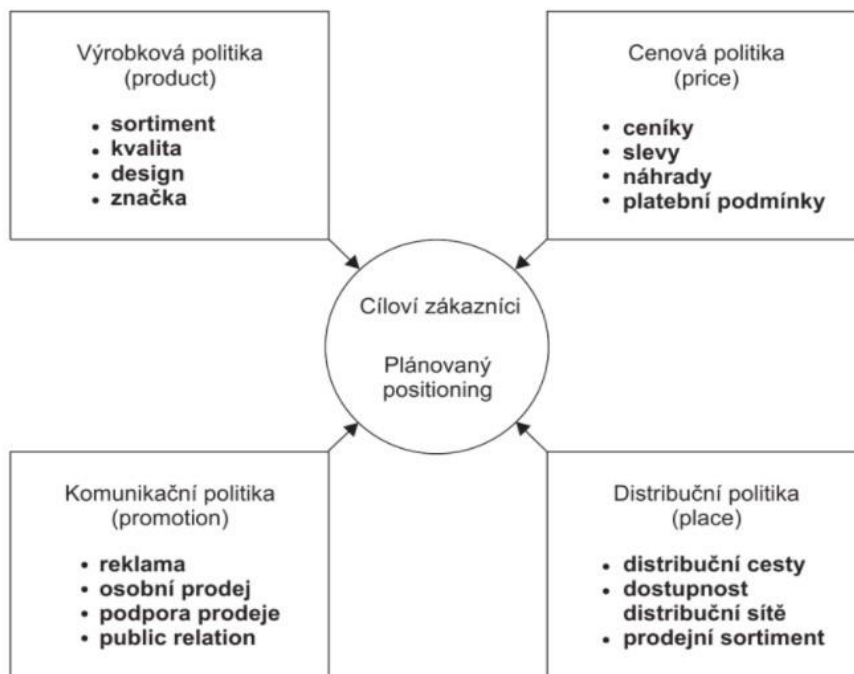 Výrobková politika
(product)
• sortiment
• kvalita
• design
• značka
Cenová politika
(price)
• ceníky
• slevy
• náhrady
• platební podmínky
Cíloví zákazníci
Plánovaný
positioning
Komunikační politika
(promotion)
• reklama
• osobní prodej
• podpora prodeje
• public relation
Distribuční politika
(place)
• distribuční cesty
• dostupnost
distribuční sítě
• prodejní sortiment